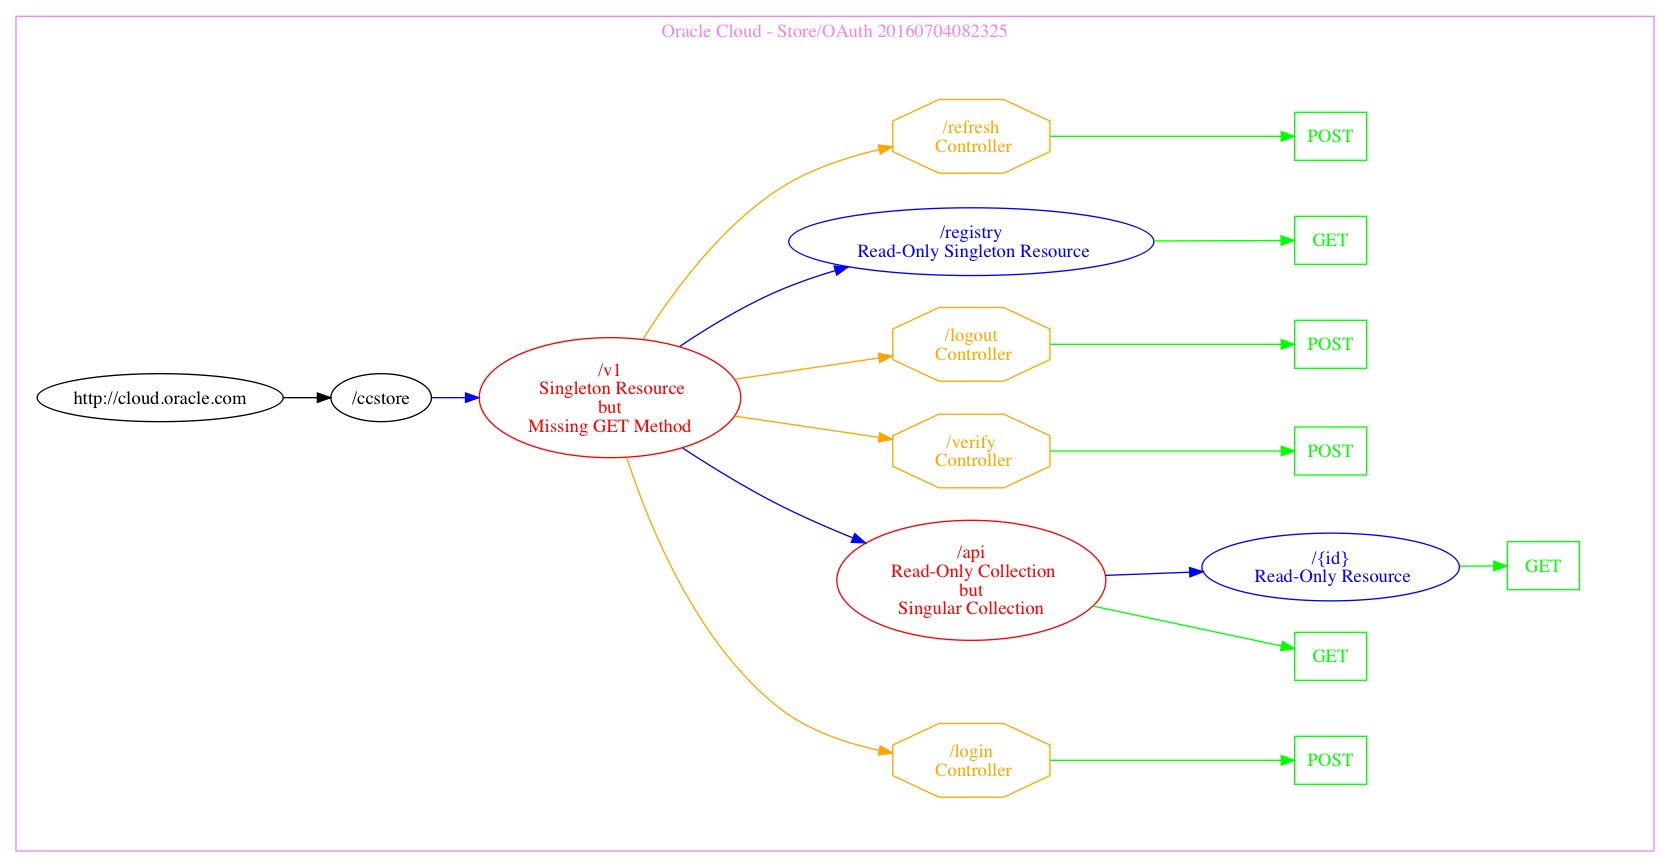 Oracle Cloud - Store/OAuth 20160704082325
http://cloud.oracle.com
/ccstore
/v1
Singleton Resource
but
Missing GET Method
/refresh
Controller
POST
/registry
Read-Only Singleton Resource
GET
/logout
Controller
POST
/verify
Controller
POST
/api
Read-Only Collection
but
Singular Collection
/{id}
Read-Only Resource
GET
GET
/login
Controller
POST